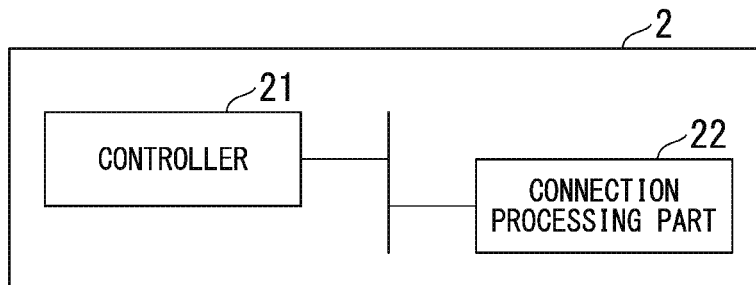 2
21
CONTROLLER
22
CONNECTION
PROCESSING PART